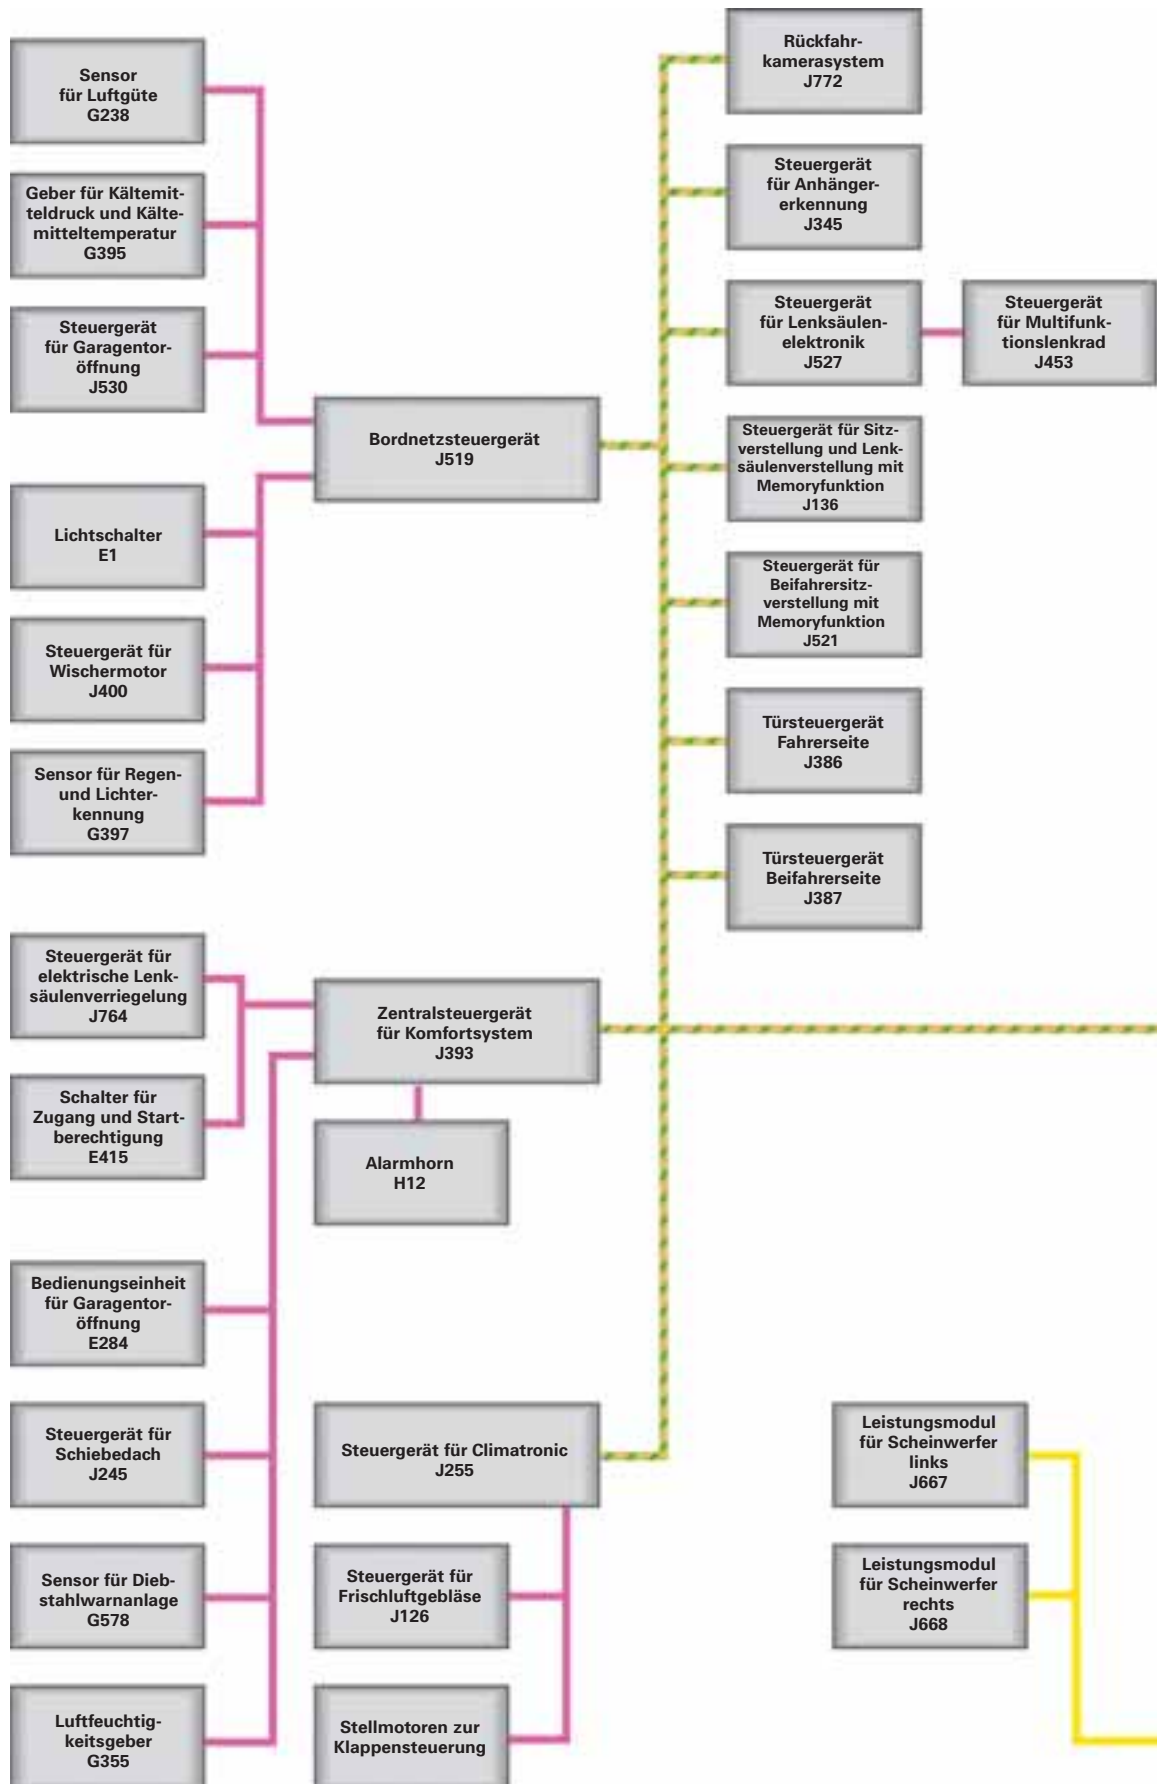 Sensor
für Luftgüte
G238
Geber für Kältemit-
teldruck und Kälte-
mitteltemperatur
G395
Steuergerät
für Garagentor-
öffnung
J530
Lichtschalter
E1
Steuergerät für
Wischermotor
J400
Sensor für Regen-
und Lichter-
kennung
G397
Bordnetzsteuergerät
J519
Rückfahr-
kamerasystem
J772
Steuergerät
für Anhänger-
erkennung
J345
Steuergerät
für Lenksäulen-
elektronik
J527
Steuergerät
für Multifunk-
tionslenkrad
J453
Steuergerät für Sitz-
verstellung und Lenk-
säulenverstellung mit
Memoryfunktion
J136
Steuergerät für
Beifahrersitz-
verstellung mit
Memoryfunktion
J521
Türsteuergerät
Fahrerseite
J386
Türsteuergerät
Beifahrerseite
J387
Steuergerät für
elektrische Lenk-
säulenverriegelung
J764
Schalter für
Zugang und Start-
berechtigung
E415
Zentralsteuergerät
für Komfortsystem
J393
Alarmhorn
H12
Bedienungseinheit
für Garagentor-
öffnung
E284
Steuergerät für
Schiebedach
J245
Sensor für Dieb-
stahlwarnanlage
G578
Luftfeuchtig-
keitsgeber
G355
Steuergerät für Climatronic
J255
Steuergerät für
Frischluftgebläse
J126
Stellmotoren zur
Klappensteuerung
Leistungsmodul
für Scheinwerfer
links
J667
Leistungsmodul
für Scheinwerfer
rechts
J668